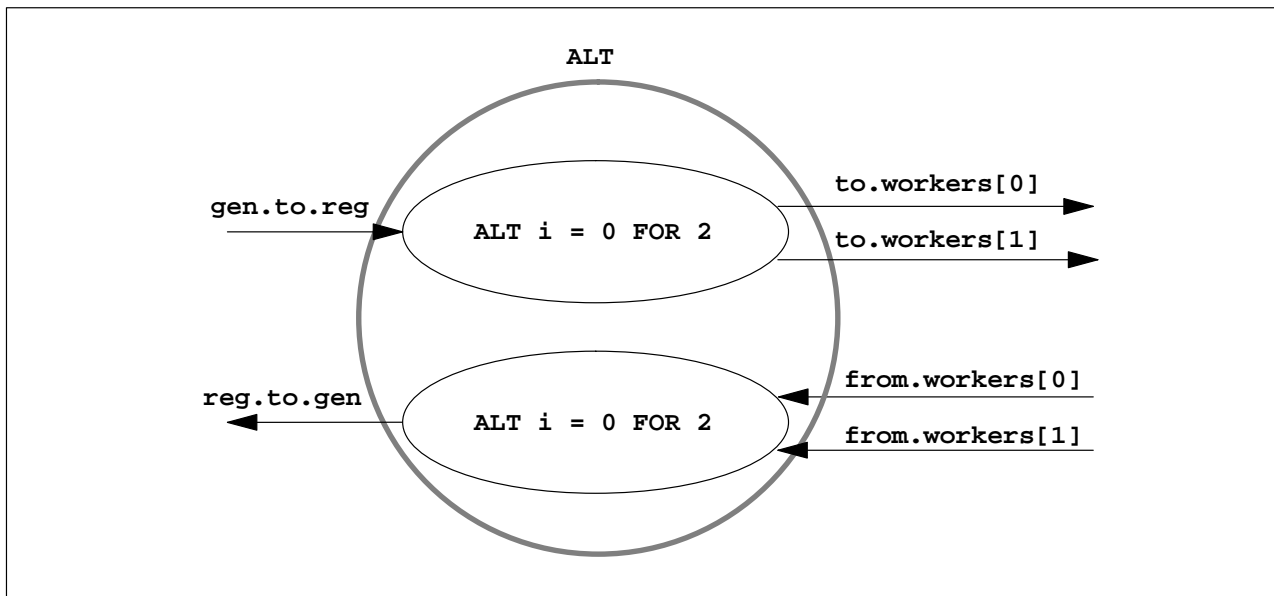 ALT
gen.to.reg
ALT i = 0 FOR 2
to.workers[0]
to.workers[1]
reg.to.gen
ALT i = 0 FOR 2
from.workers[0]
from.workers[1]